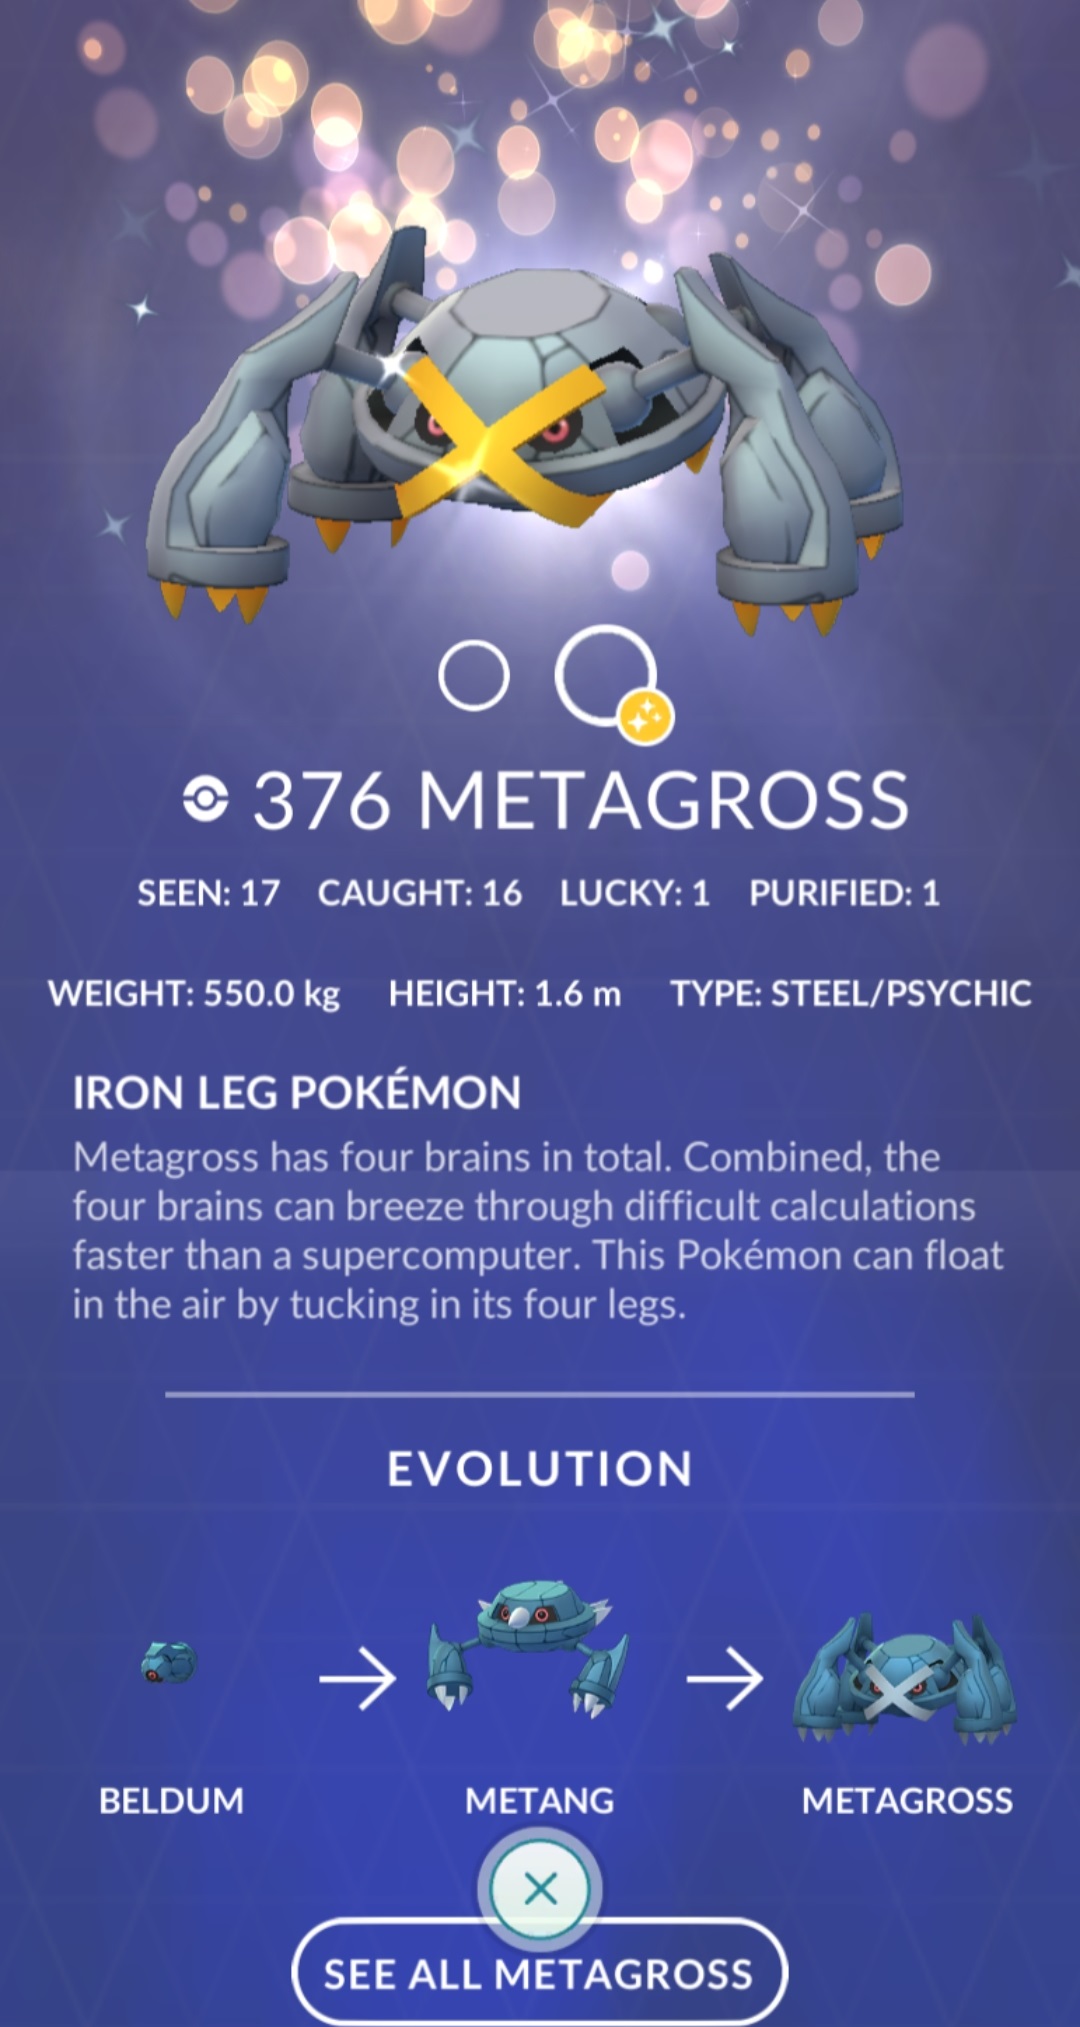 376 METAGROSS
SEEN: 17 CAUGHT: 16 LUCKY: 1 PURIFIED: 1
WEIGHT: 550.0 kg HEIGHT: 1.6 m TYPE: STEEL/PSYCHIC
IRON LEG POKÉMON
Metagross has four brains in total. Combined, the
four brains can breeze through difficult calculations
faster than a supercomputer. This Pokémon can float
in the air by tucking in its four legs.
EVOLUTION
BELDUM METANG METAGROSS
SEE ALL METAGROSS